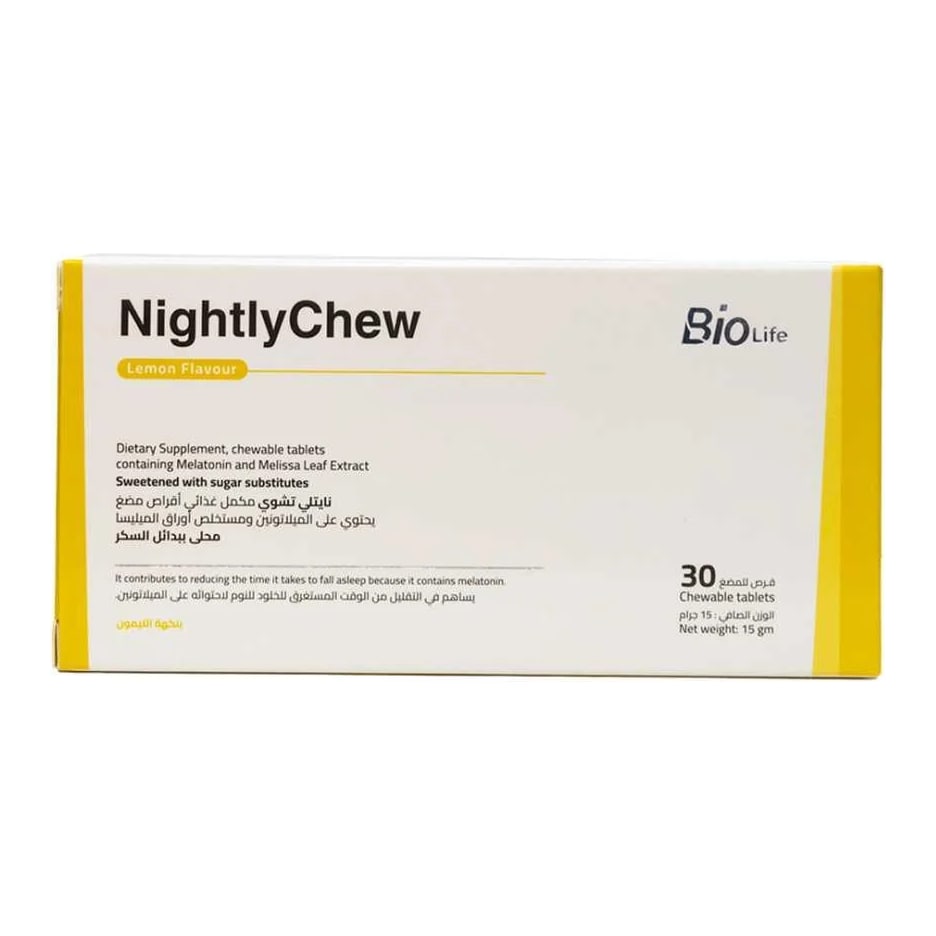 NightlyChew
Bio Life
Lemon Flavour
Dietary Supplement, chewable tablets
containing Melatonin and Melissa Leaf Extract
Sweetened with sugar substitutes
نايتلي تشوي مكمل غذائي أقراص مضغ
يحتوي على الميلاتونين ومستخلص أوراق الميليسا
محلى ببدائل السكر
It contributes to reducing the time it takes to fall asleep because it contains melatonin.
يساهم في التقليل من الوقت المستغرق للخلود للنوم لاحتوائه على الميلاتونين.
بنكهة الليمون
30 قرص للمضغ
Chewable tablets
الوزن الصافي : 15 جرام
Net weight: 15 gm